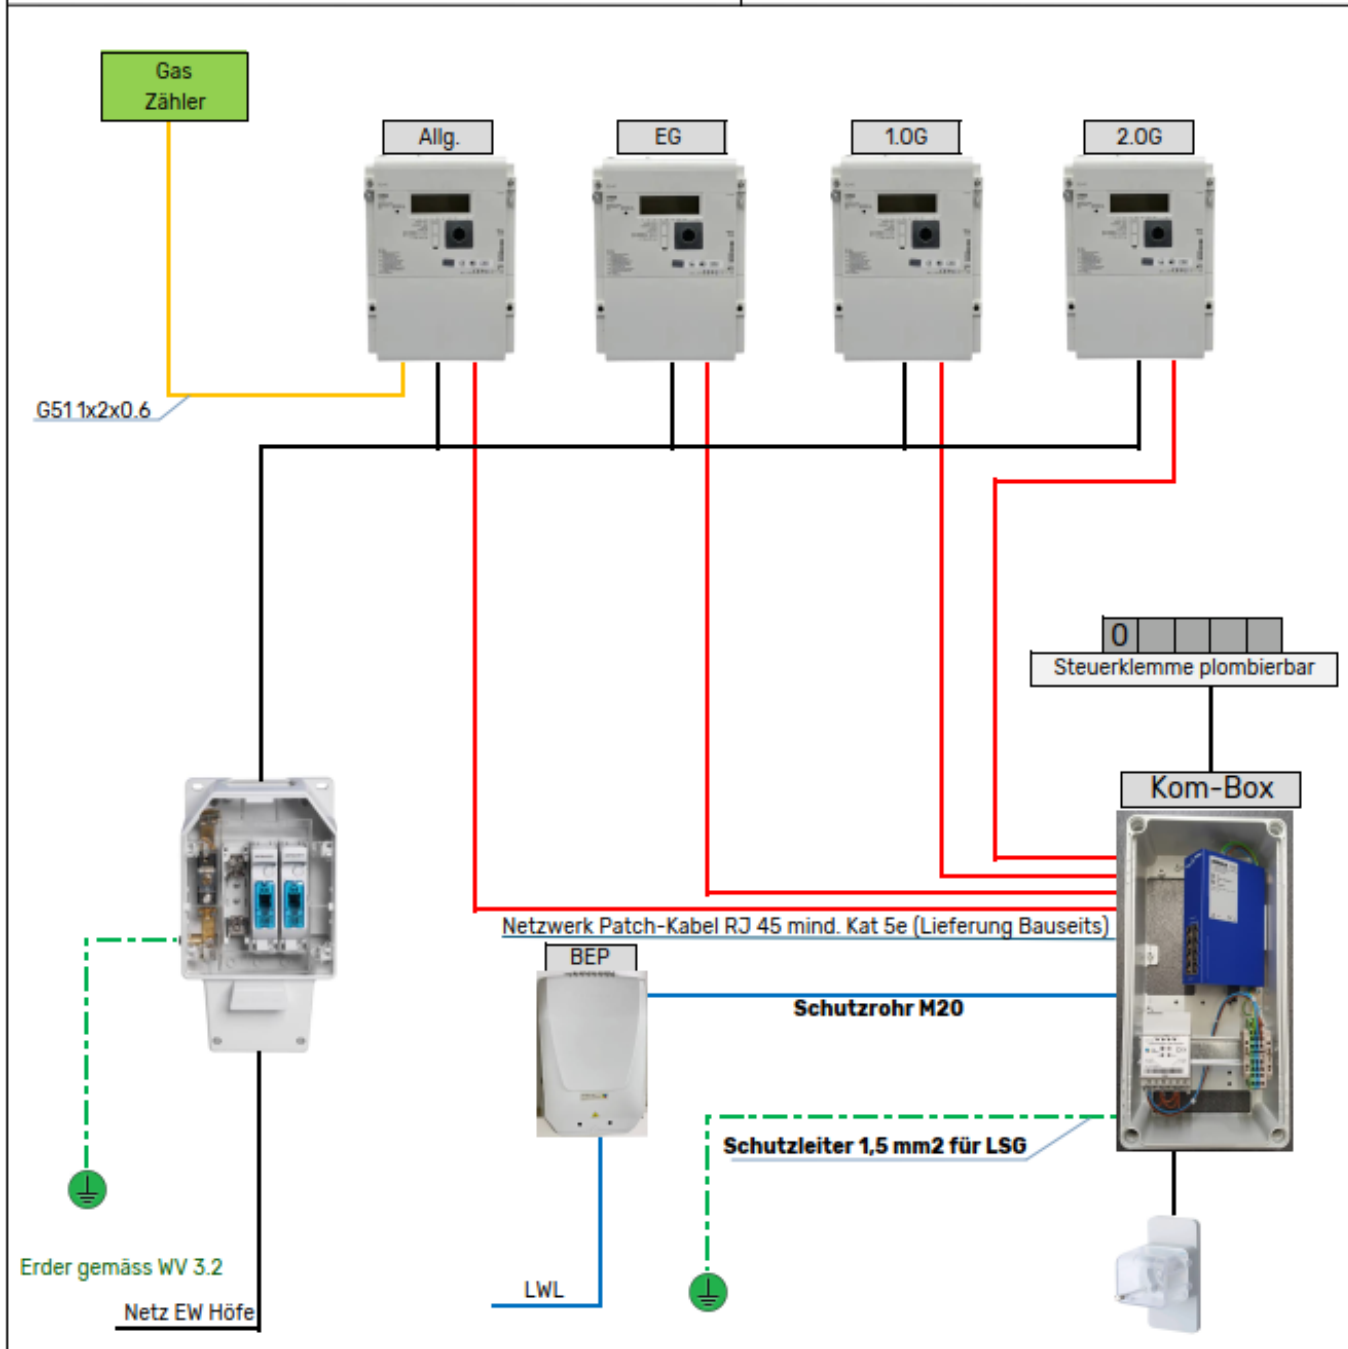 Gas
Zähler
Allg.
EG
1.OG
2.OG
G51 1x2x0.6
0
Steuerklemme plombierbar
Kom-Box
Netzwerk Patch-Kabel RJ 45 mind. Kat 5e (Lieferung Bauseits)
BEP
Schutzrohr M20
Schutzleiter 1,5 mm2 für LSG
Erder gemäss WV 3.2
LWL
Netz EW Höfe